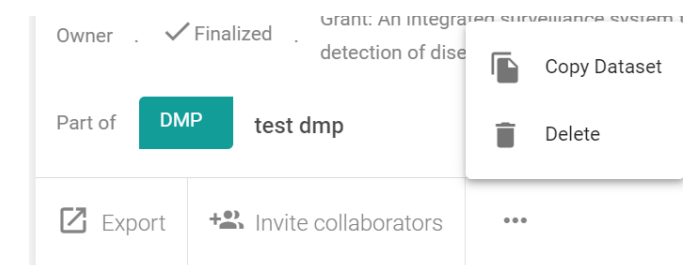 Owner . Finalized . Grant: An integrated surveillance system
detection of dise
Part of DMP test dmp
Copy Dataset
Delete
Export Invite collaborators ...